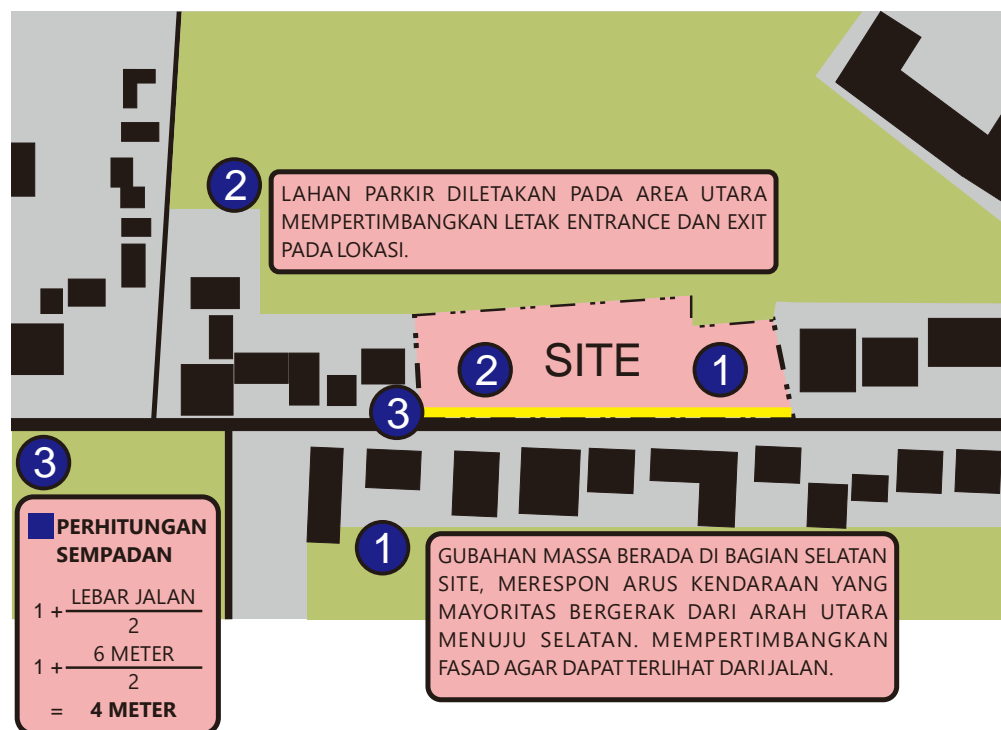 2
LAHAN PARKIR DILETAKAN PADA AREA UTARA
MEMPERTIMBANGKAN LETAK ENTRANCE DAN EXIT
PADA LOKASI.
2
SITE
1
3
3
PERHITUNGAN
SEMPADAN
1 + LEBAR JALAN
2
1 + 6 METER
2
= 4 METER
1
GUBAHAN MASSA BERADA DI BAGIAN SELATAN
SITE, MERESPON ARUS KENDARAAN YANG
MAYORITAS BERGERAK DARI ARAH UTARA
MENUJU SELATAN. MEMPERTIMBANGKAN
FASAD AGAR DAPAT TERLIHAT DARI JALAN.